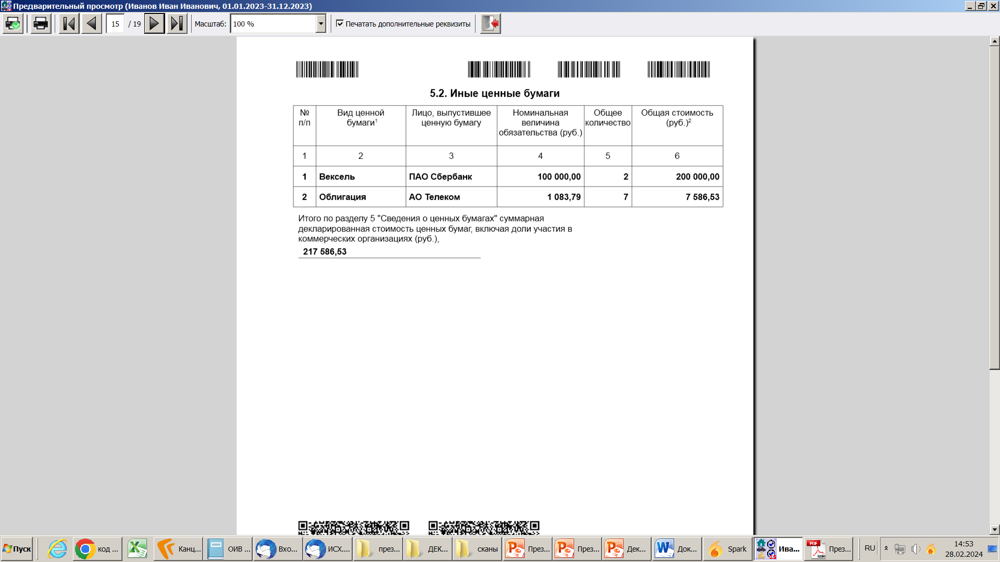 Предварительный просмотр (Иванов Иван Иванович, 01.01.2023-31.12.2023)
15 / 19 Масштаб: 100 % Печатать дополнительные реквизиты
5.2. Иные ценные бумаги
№ п/п
Вид ценной бумаги¹
Лицо, выпустившее ценную бумагу
Номинальная величина обязательства (руб.)
Общее количество
Общая стоимость (руб.)²
1 2 3 4 5 6
1 Вексель ПАО Сбербанк 100 000,00 2 200 000,00
2 Облигация АО Телеком 1 083,79 7 7 586,53
Итого по разделу 5 "Сведения о ценных бумагах" суммарная
декларированная стоимость ценных бумаг, включая доли участия в
коммерческих организациях (руб.),
217 586,53
Пуск код ... Канц... ОИВ ... Вхо... ИСХ.... през... ДЕК... сканы През... През... Дек... Док... Spark Ива... През... RU 14:53
28.02.2024